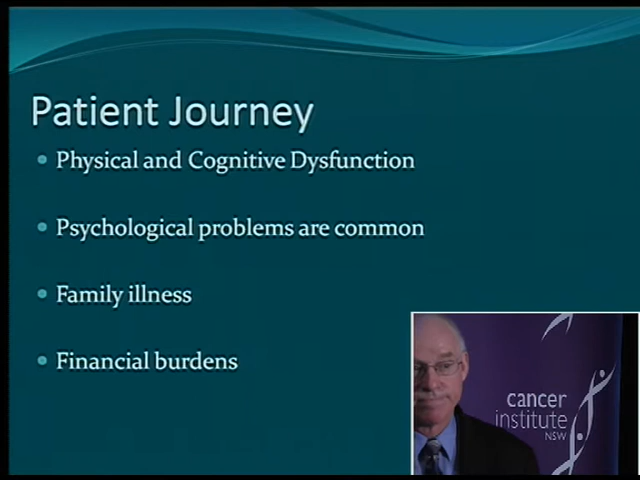 Patient Journey
Physical and Cognitive Dysfunction
Psychological problems are common
Family illness
Financial burdens
cancer
institute
NSW